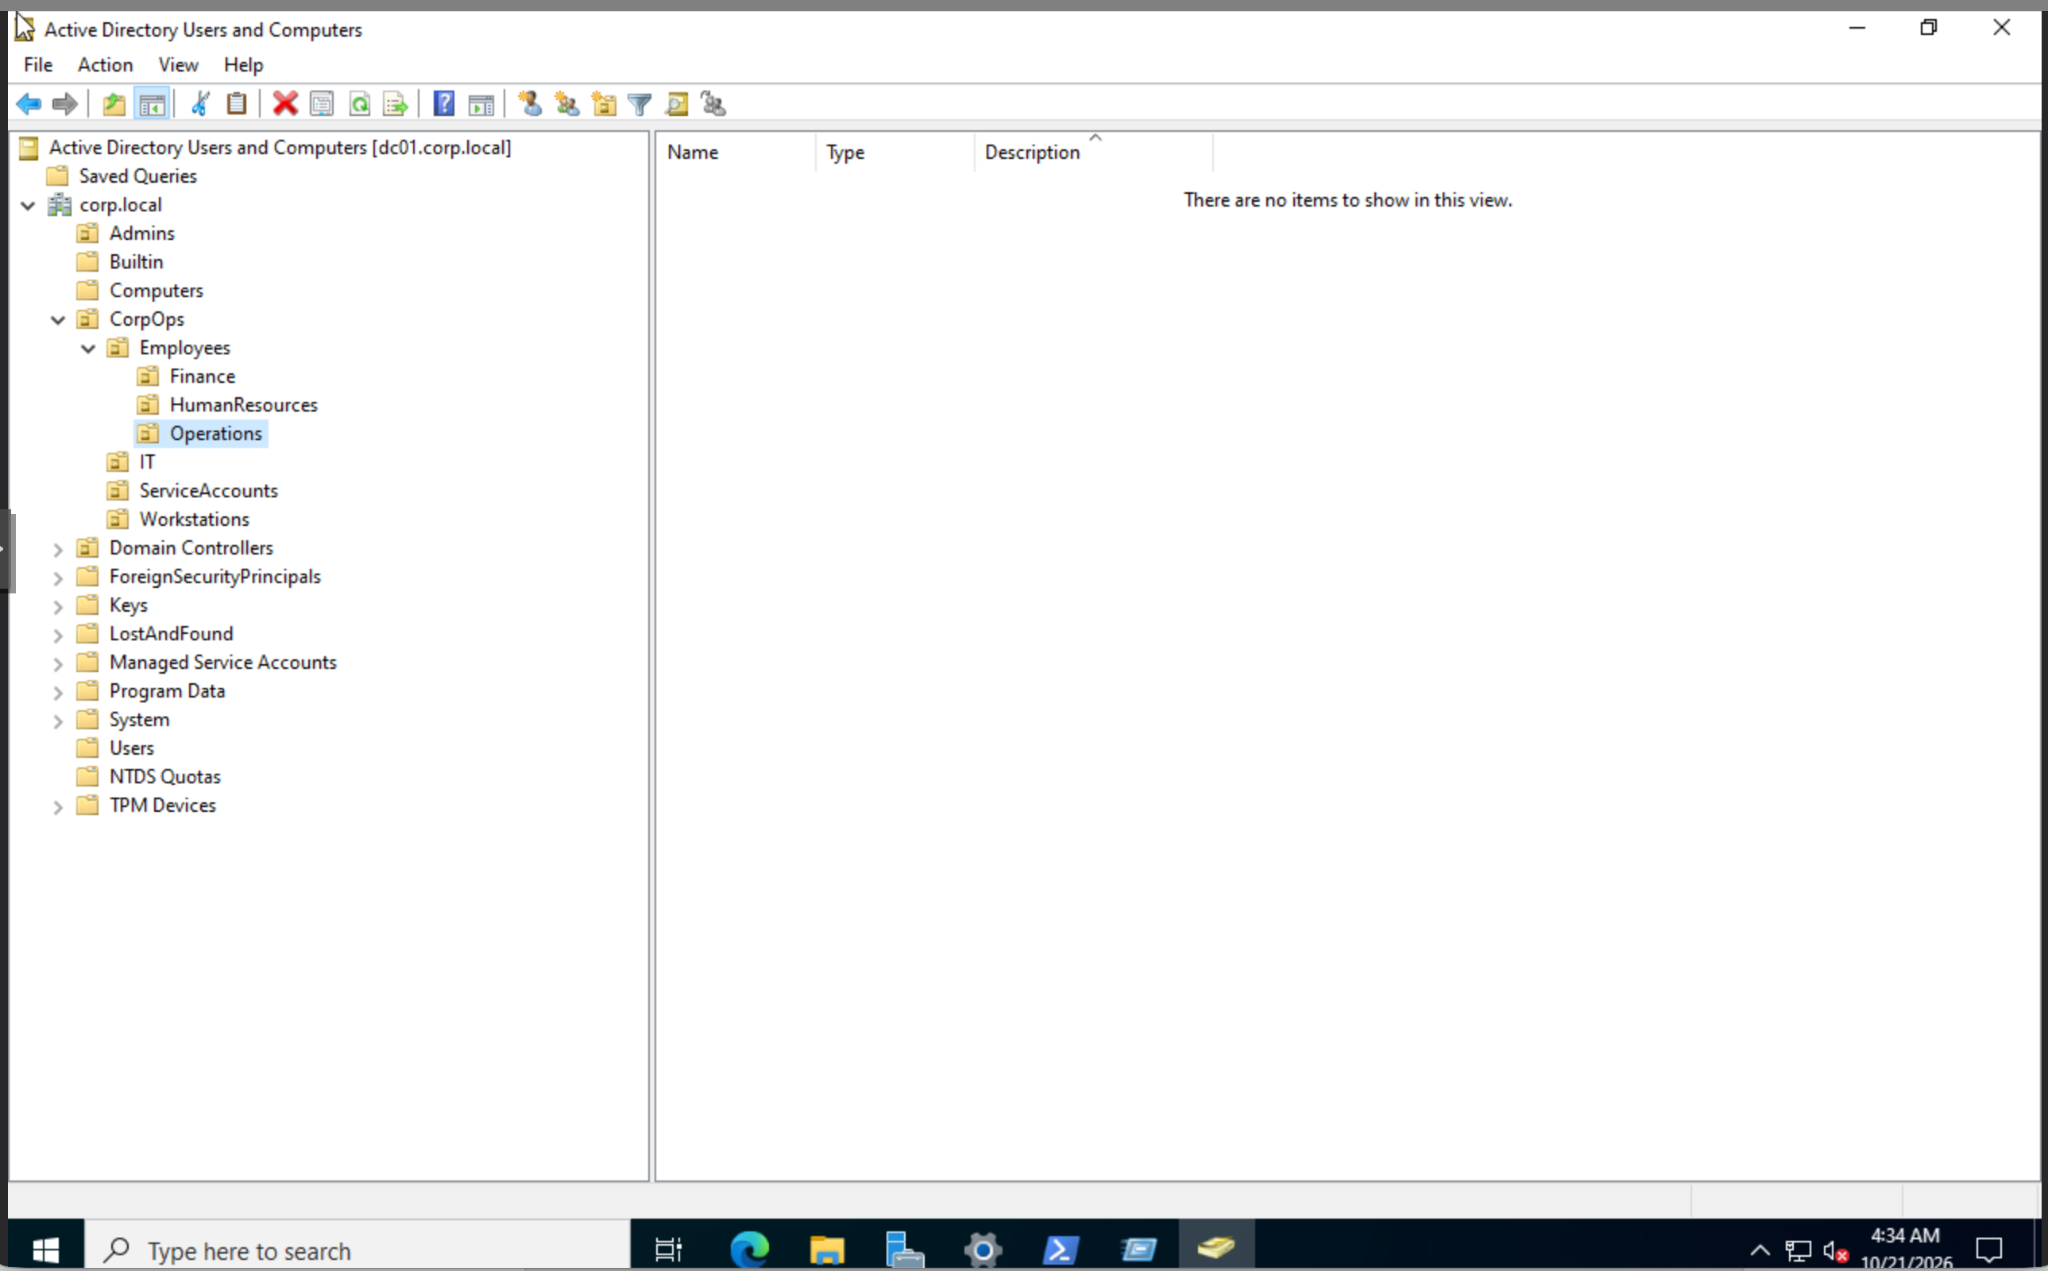 Active Directory Users and Computers
File Action View Help
Active Directory Users and Computers [dc01.corp.local]
Saved Queries
corp.local
Admins
Builtin
Computers
CorpOps
Employees
Finance
HumanResources
Operations
IT
ServiceAccounts
Workstations
Domain Controllers
ForeignSecurityPrincipals
Keys
LostAndFound
Managed Service Accounts
Program Data
System
Users
NTDS Quotas
TPM Devices
Name Type Description
There are no items to show in this view.
Type here to search
4:34 AM
10/21/2026